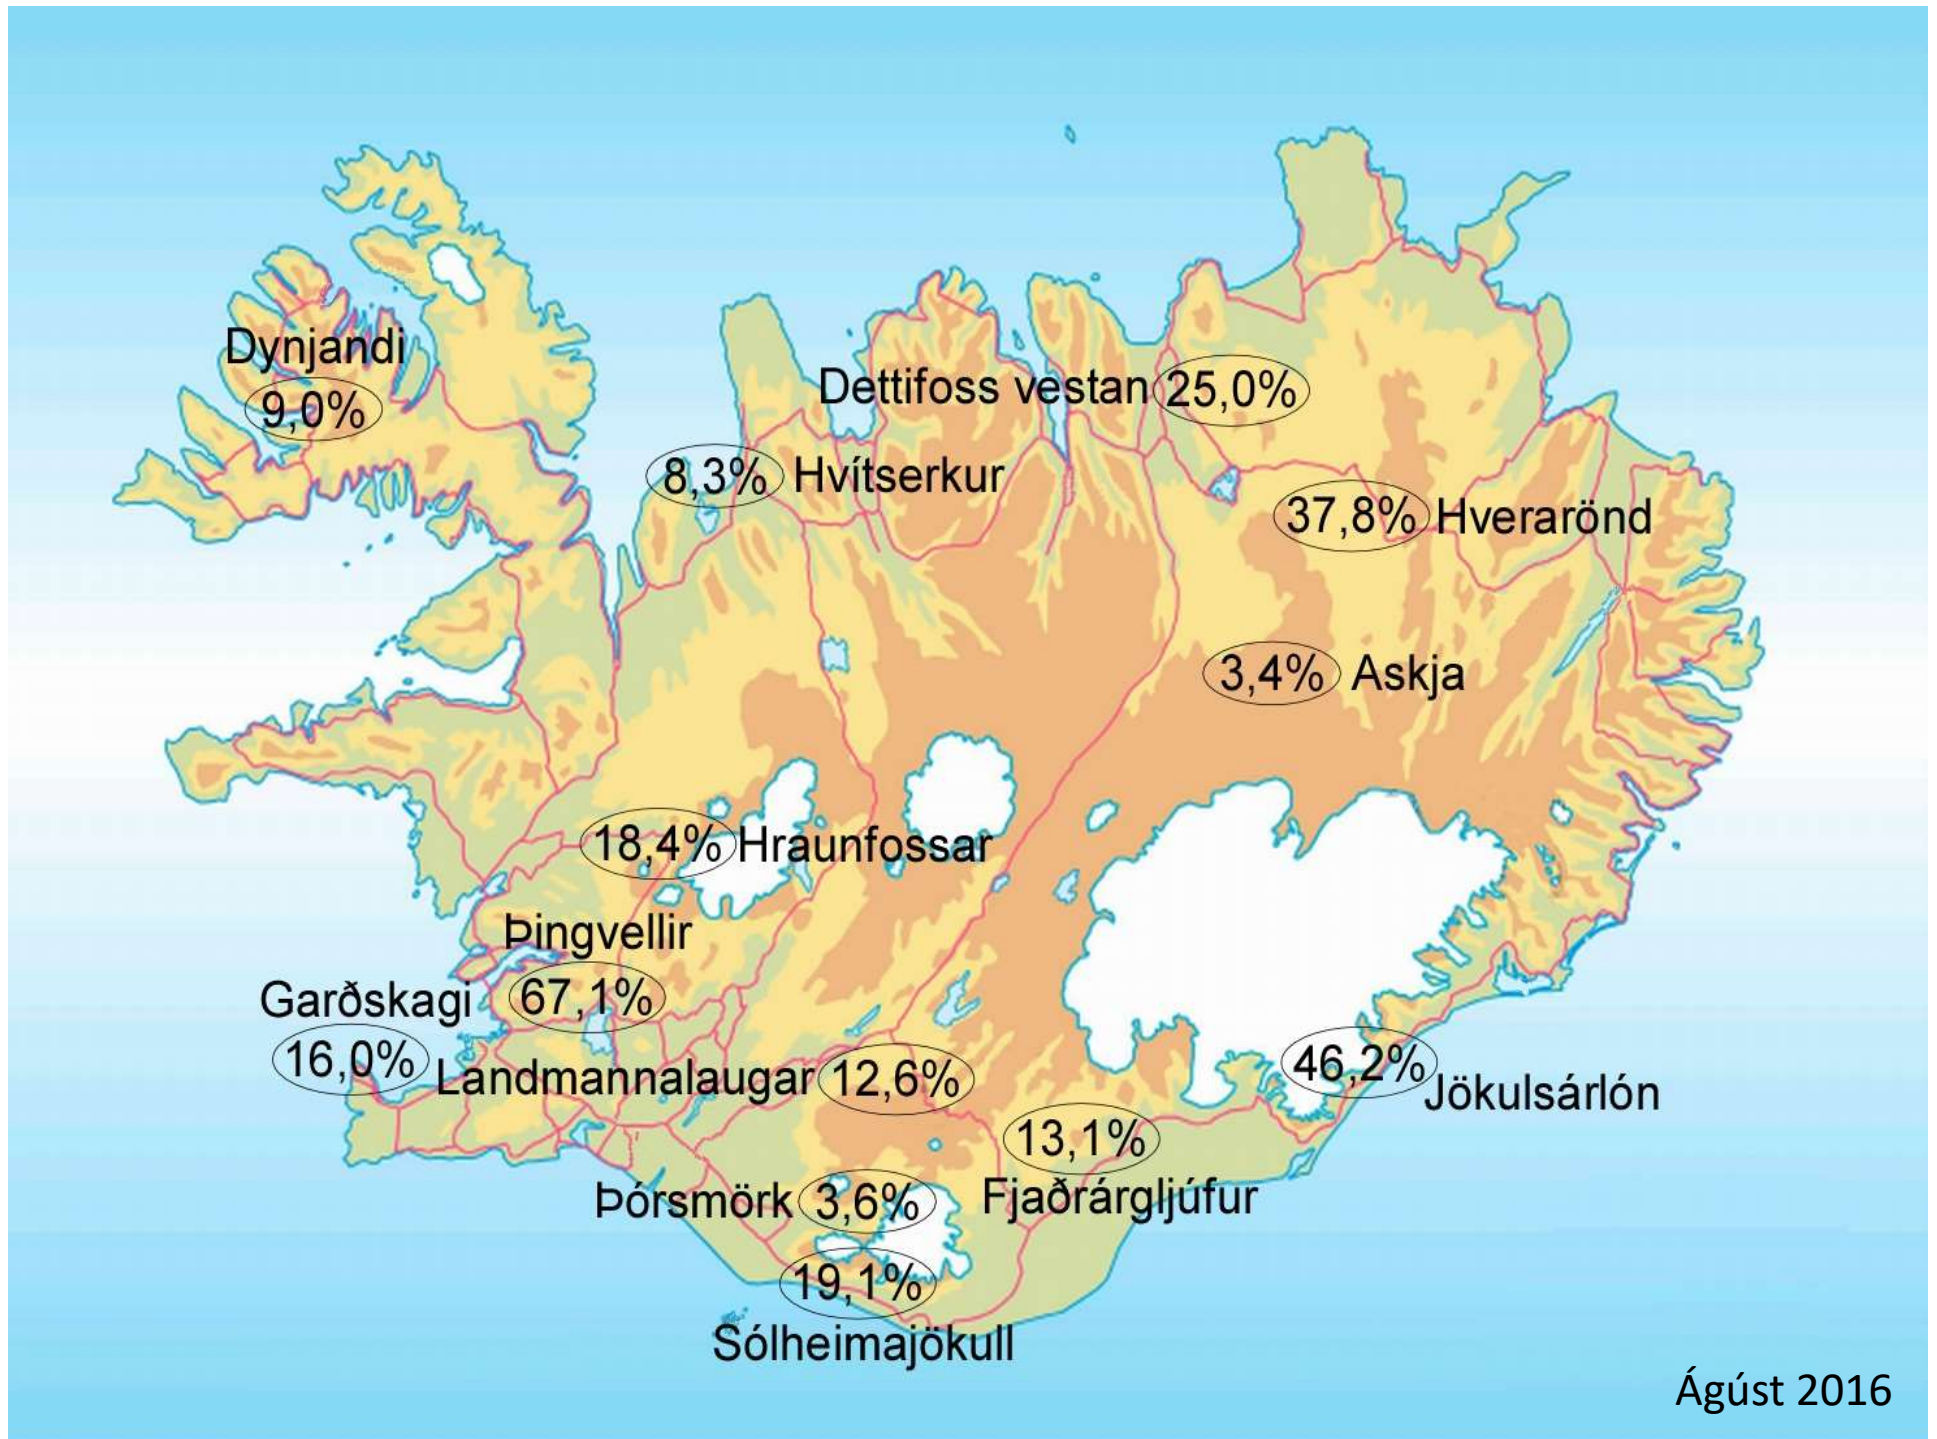 Dynjandi
9,0%
Dettifoss vestan 25,0%
8,3% Hvítserkur
37,8% Hverarönd
3,4% Askja
18,4% Hraunfossar
Þingvellir
67,1%
Garðskagi
16,0%
Landmannalaugar 12,6%
46,2%
Jökulsárlón
13,1%
Fjaðrárgljúfur
Þórsmörk 3,6%
19,1%
Sólheimajökull
Ágúst 2016